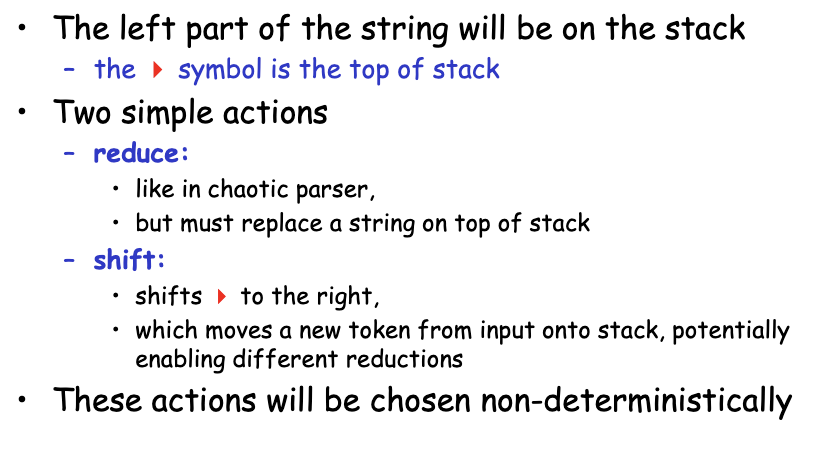 • The left part of the string will be on the stack
– the ▶ symbol is the top of stack
• Two simple actions
– reduce:
• like in chaotic parser,
• but must replace a string on top of stack
– shift:
• shifts ▶ to the right,
• which moves a new token from input onto stack, potentially
enabling different reductions
• These actions will be chosen non-deterministically